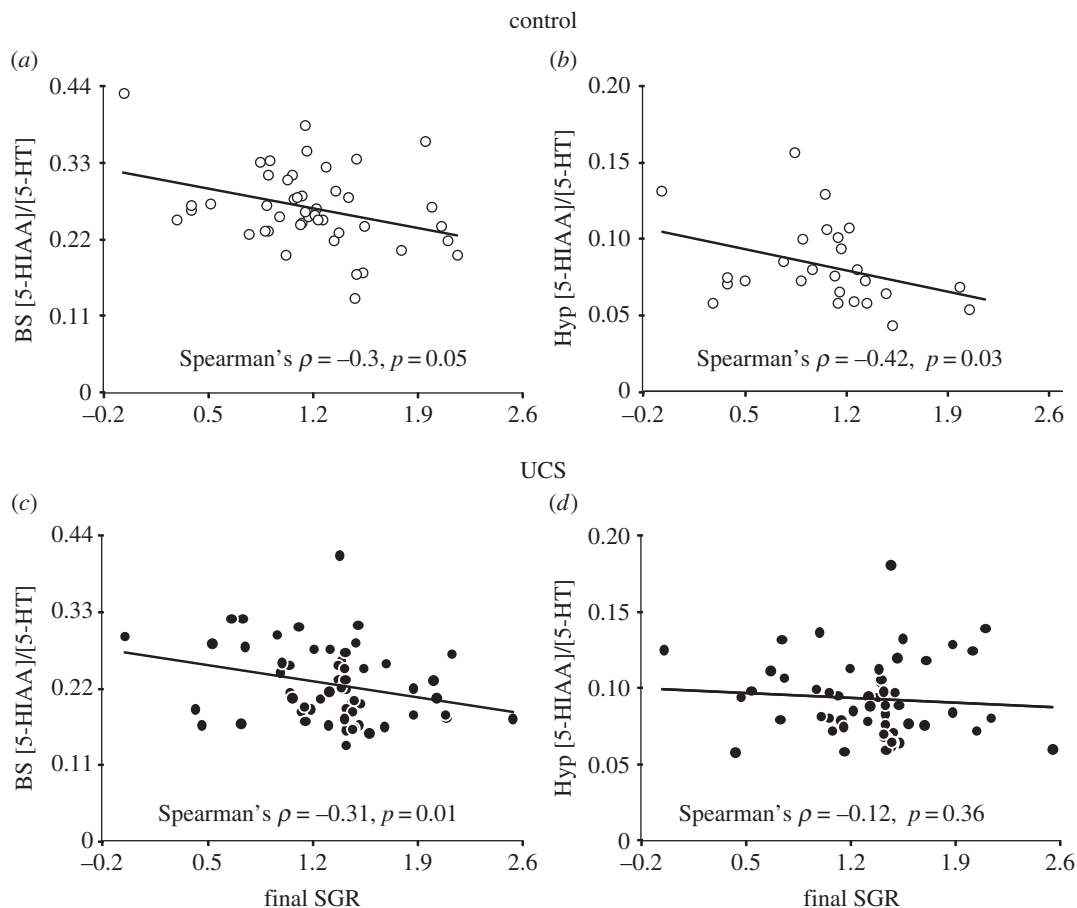 control
(a)
(b)
BS [5-HIAA]/[5-HT]
0.44
0.33
0.22
0.11
0
–0.2 0.5 1.2 1.9 2.6
Spearman's ρ = –0.3, p = 0.05
Hyp [5-HIAA]/[5-HT]
0.20
0.15
0.10
0.05
0
–0.2 0.5 1.2 1.9 2.6
Spearman's ρ = –0.42, p = 0.03
UCS
(c)
(d)
BS [5-HIAA]/[5-HT]
0.44
0.33
0.22
0.11
0
–0.2 0.5 1.2 1.9 2.6
Spearman's ρ = –0.31, p = 0.01
final SGR
Hyp [5-HIAA]/[5-HT]
0.20
0.15
0.10
0.05
0
–0.2 0.5 1.2 1.9 2.6
Spearman's ρ = –0.12, p = 0.36
final SGR